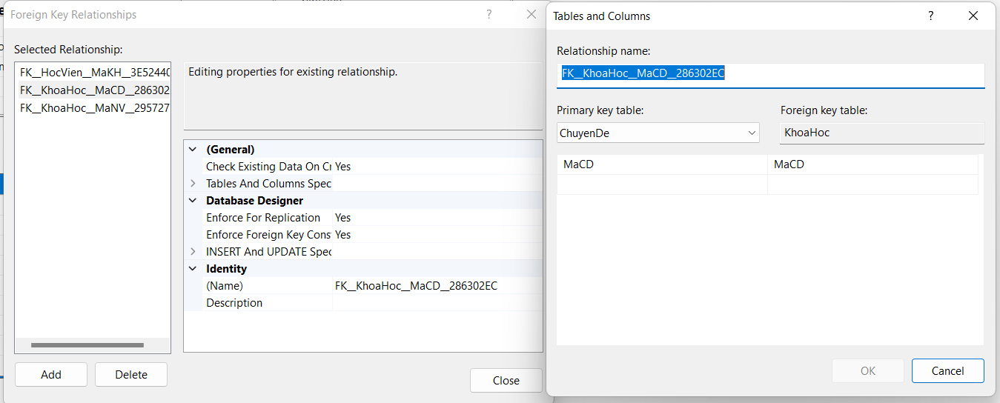 Foreign Key Relationships
Selected Relationship:
FK__HocVien__MaKH__3E52440
FK__KhoaHoc__MaCD__286302
FK__KhoaHoc__MaNV__295727
Editing properties for existing relationship.
(General)
Check Existing Data On Cr Yes
Tables And Columns Spec
Database Designer
Enforce For Replication Yes
Enforce Foreign Key Cons Yes
INSERT And UPDATE Spec
Identity
(Name) FK__KhoaHoc__MaCD__286302EC
Description
Add Delete
Close
Tables and Columns
Relationship name:
FK__KhoaHoc__MaCD__286302EC
Primary key table: Foreign key table:
ChuyenDe KhoaHoc
MaCD MaCD
OK Cancel